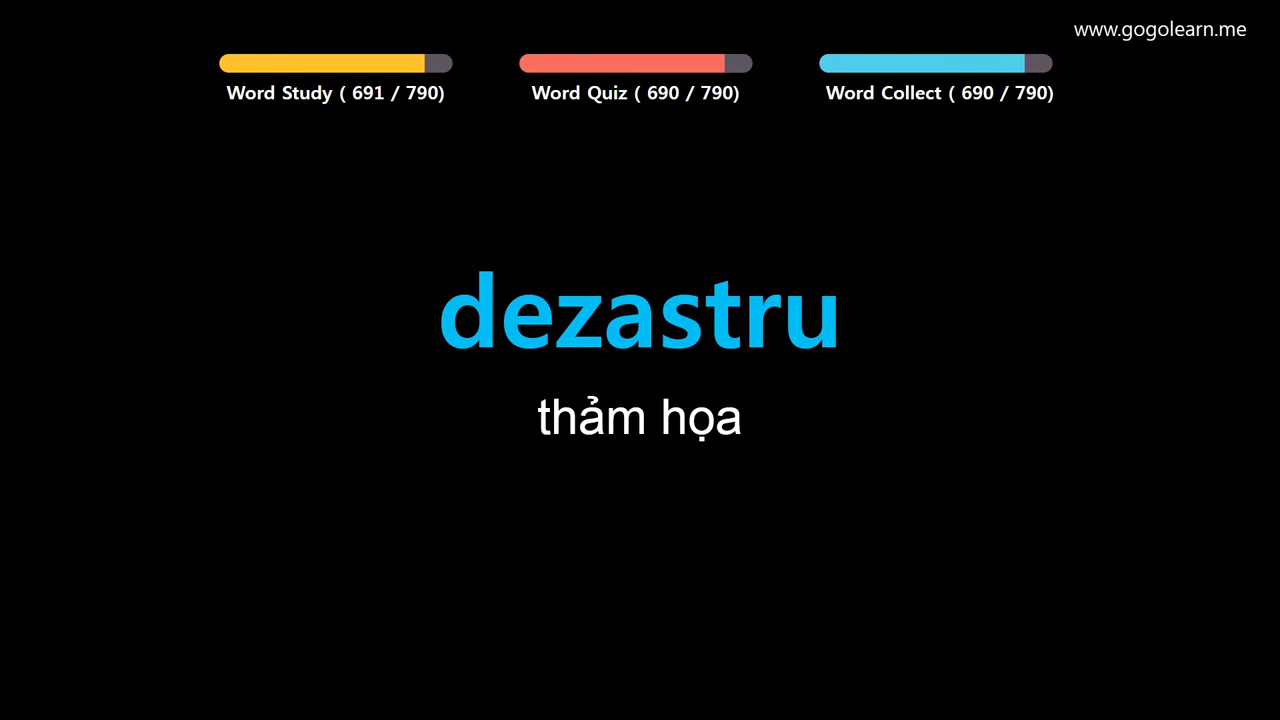 www.gogolearn.me
Word Study ( 691 / 790)
Word Quiz ( 690 / 790)
Word Collect ( 690 / 790)
dezastru
thảm họa